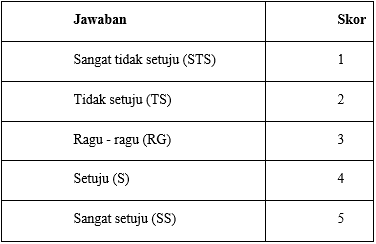 Jawaban Skor
Sangat tidak setuju (STS) 1
Tidak setuju (TS) 2
Ragu - ragu (RG) 3
Setuju (S) 4
Sangat setuju (SS) 5